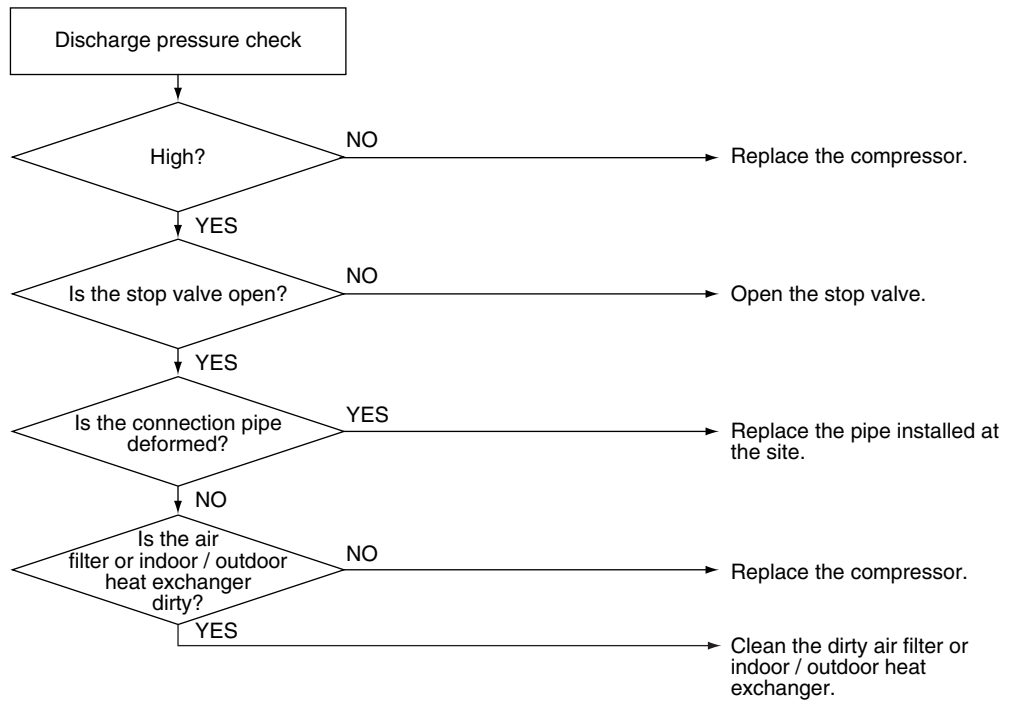 Discharge pressure check
High?
NO
Replace the compressor.
YES
Is the stop valve open?
NO
Open the stop valve.
YES
Is the connection pipe
deformed?
YES
Replace the pipe installed at
the site.
NO
Is the air
filter or indoor / outdoor
heat exchanger
dirty?
NO
Replace the compressor.
YES
Clean the dirty air filter or
indoor / outdoor heat
exchanger.